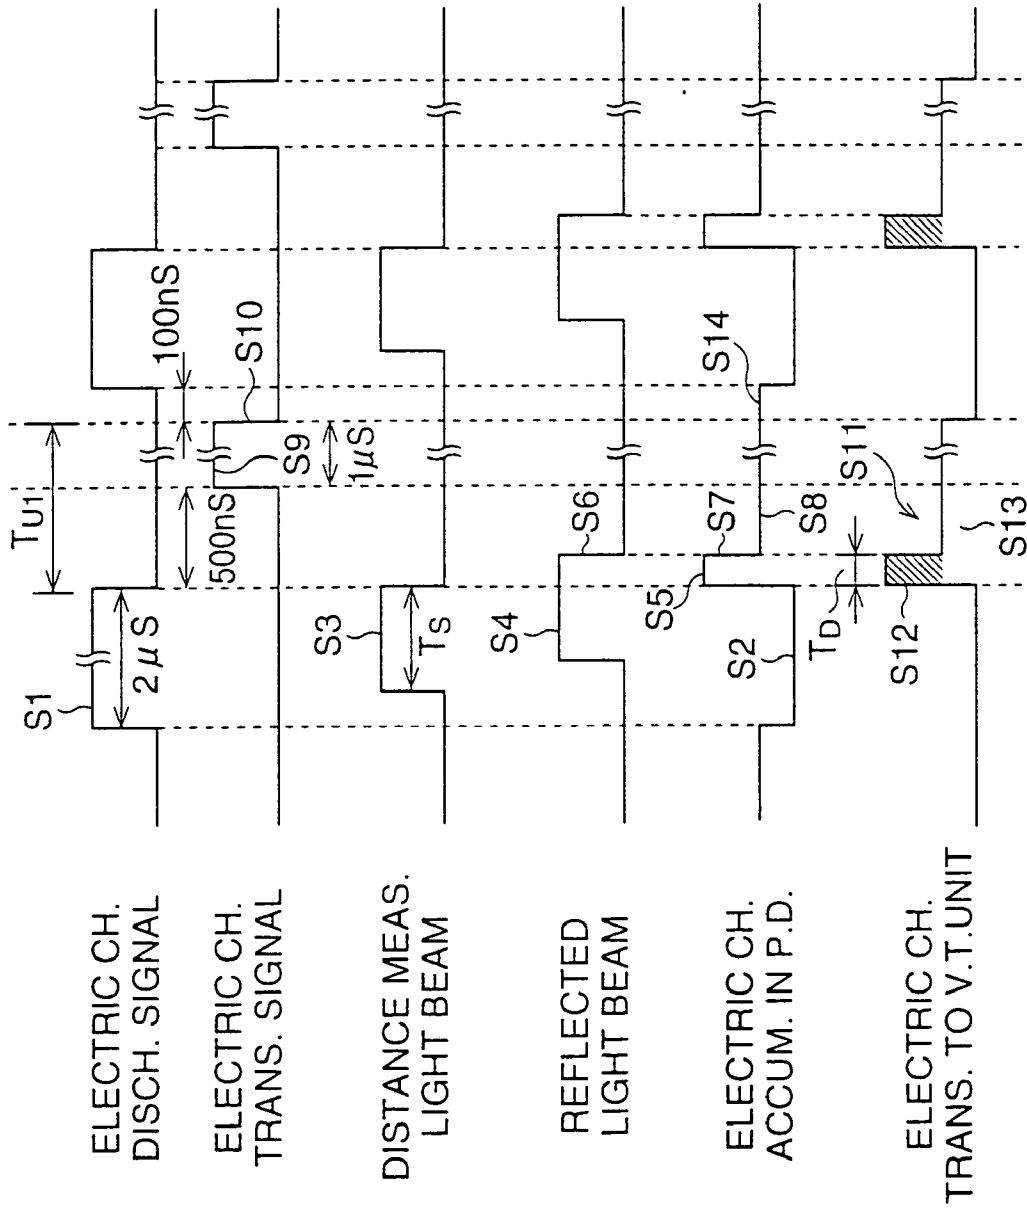 ELECTRIC CH.
DISCH. SIGNAL
S1
2 µS
TU1
100nS
ELECTRIC CH.
TRANS. SIGNAL
500nS
S9
1µS
S10
DISTANCE MEAS.
LIGHT BEAM
S3
TS
REFLECTED
LIGHT BEAM
S4
S6
ELECTRIC CH.
ACCUM. IN P.D.
S2
S5
S7
S8
S14
TD
ELECTRIC CH.
TRANS. TO V.T.UNIT
S12
S11
S13